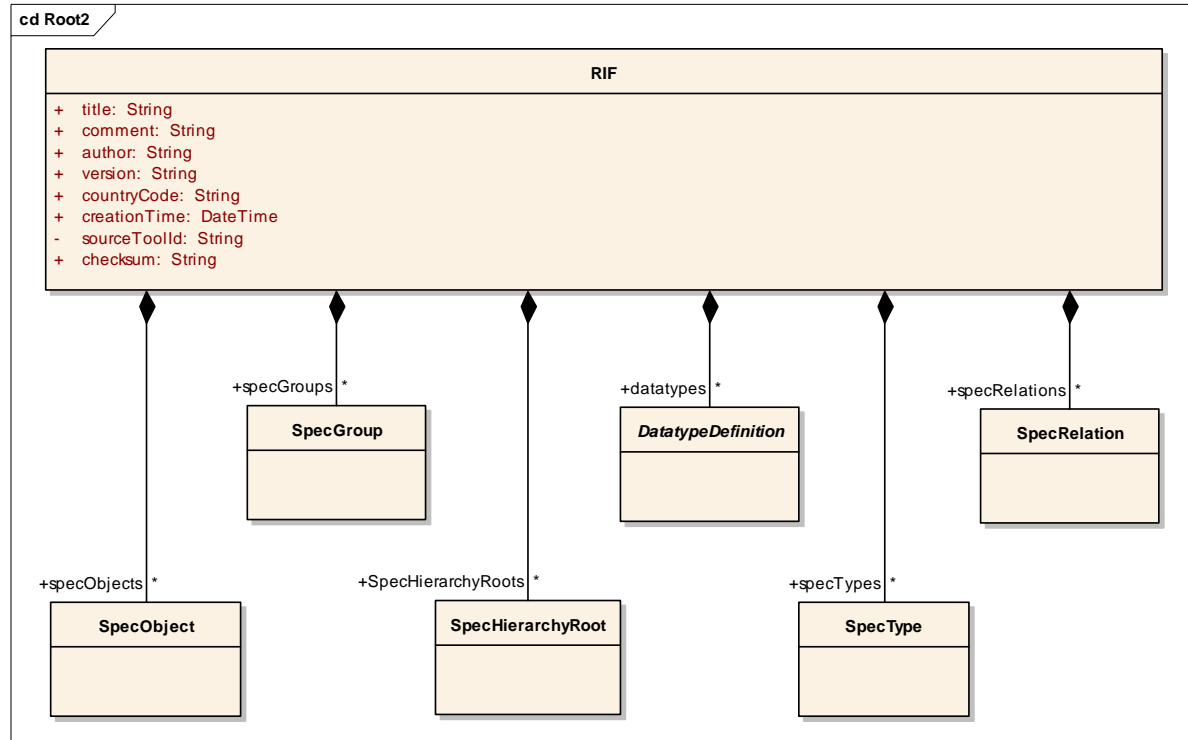 cd Root2
RIF
+ title: String
+ comment: String
+ author: String
+ version: String
+ countryCode: String
+ creationTime: DateTime
- sourceToolId: String
+ checksum: String
+specGroups *
SpecGroup
+datatypes *
DatatypeDefinition
+specRelations *
SpecRelation
+specObjects *
SpecObject
+SpecHierarchyRoots *
SpecHierarchyRoot
+specTypes *
SpecType